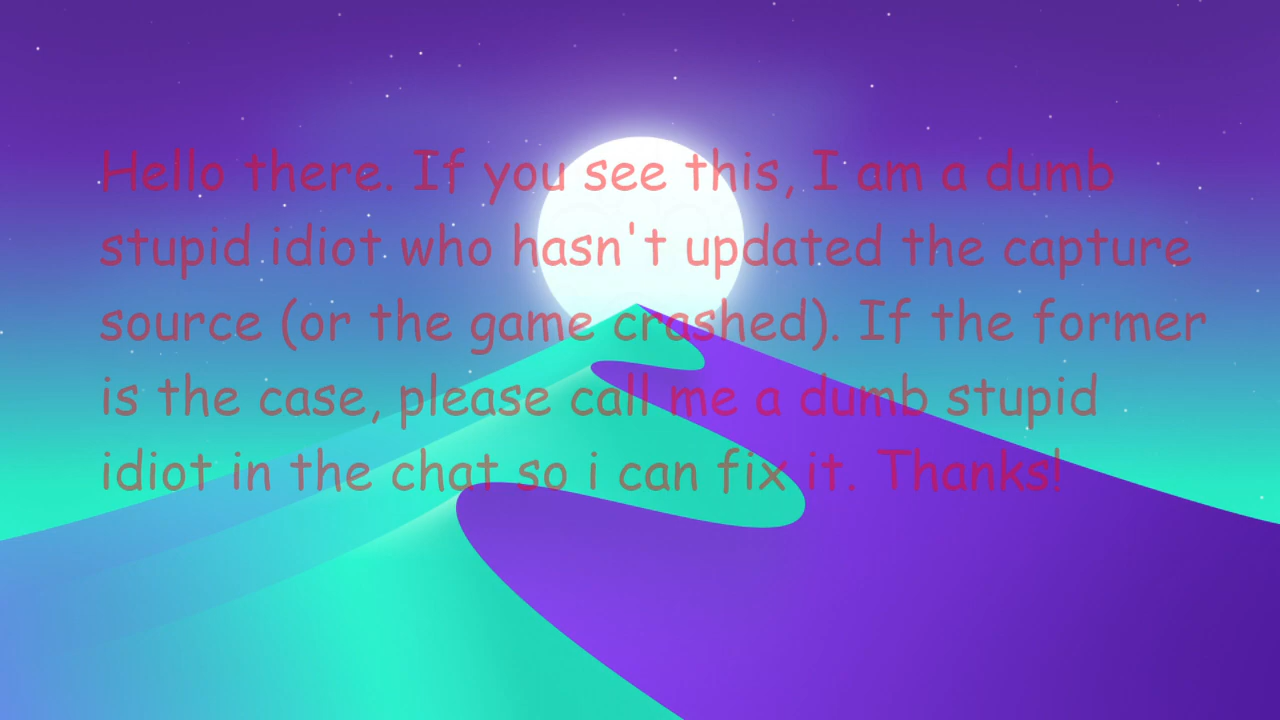 Hello there. If you see this, I am a dumb
stupid idiot who hasn't updated the capture
source (or the game crashed). If the former
is the case, please call me a dumb stupid
idiot in the chat so i can fix it. Thanks!